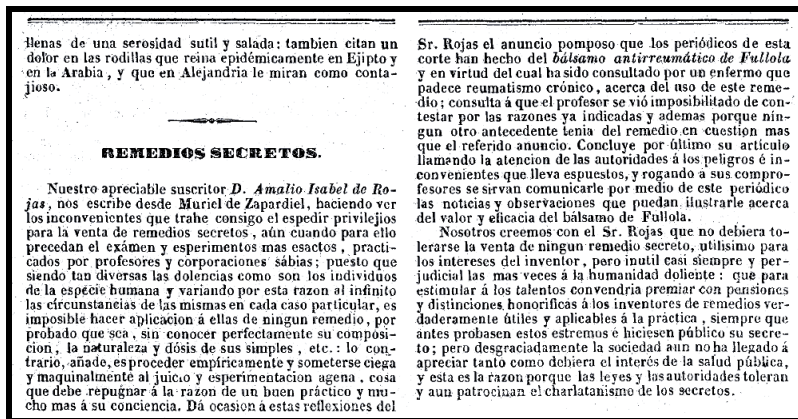 llenas de una serosidad sutil y salada: tambien citan un
dolor en las rodillas que reina epidémicamente en Ejipto y
en la Arabia, y que en Alejandria le miran como conta-
jioso.
REMEDIOS SECRETOS.
Nuestro apreciable suscritor D. Amalio Isabel de Ro-
jas, nos escribe desde Muriel de Zapardiel, haciendo ver
los inconvenientes que trahe consigo el espedir privilejios
para la venta de remedios secretos, aún cuando para ello
precedan el exámen y esperimentos mas esactos, practi-
cados por profesores y corporaciones sábias; puesto que
siendo tan diversas las dolencias como son los individuos
de la especie humana y variando por esta razon al infinito
las circunstancias de las mismas en cada caso particular, es
imposible hacer aplicacion á ellas de ningun remedio, por
probado que sea, sin conocer perfectamente su composi-
cion, la naturaleza y dósis de sus simples, etc.: lo con-
trario, añade, es proceder empíricamente y someterse ciega
y maquinalmente al juicio y esperimentacion agena, cosa
que debe repugnar á la razon de un buen práctico y mu-
cho mas á su conciencia. Dá ocasion á estas reflexiones del
Sr. Rojas el anuncio pomposo que los periódicos de esta
corte han hecho del bálsamo antirreumático de Fullola
y en virtud del cual ha sido consultado por un enfermo que
padece reumatismo crónico, acerca del uso de este reme-
dio; consulta á que el profesor se vió imposibilitado de con-
testar por las razones ya indicadas y ademas porque nin-
gun otro antecedente tenia del remedio en cuestion mas
que el referido anuncio. Concluye por último su artículo
llamando la atencion de las autoridades á los peligros é in-
convenientes que lleva espuestos, y rogando a sus compro-
fesores se sirvan comunicarle por medio de este periódico
las noticias y observaciones que puedan ilustrarle acerca
del valor y eficacia del bálsamo de Fullola.
Nosotros creemos con el Sr. Rojas que no debiera to-
lerarse la venta de ningun remedio secreto, utilísimo para
los intereses del inventor, pero inutil casi siempre y per-
judicial las mas veces á la humanidad doliente: que para
estimular á los talentos convendria premiar con pensiones
y distinciones honorificas á los inventores de remedios ver-
daderamente útiles y aplicables á la práctica, siempre que
ántes probasen estos estremos é hiciesen público su secre-
to; pero desgraciadamente la sociedad aun no ha llegado á
apreciar tanto como debiera el interés de la salud pública,
y esta es la razon porque las leyes y las autoridades toleran
y aun patrocinan el charlatanismo de los secretos.